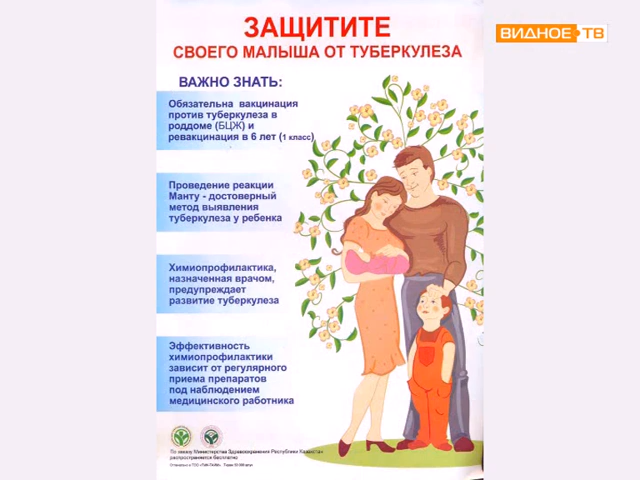 ВИДНОЕ ТВ
ЗАЩИТИТЕ
СВОЕГО МАЛЫША ОТ ТУБЕРКУЛЕЗА
ВАЖНО ЗНАТЬ:
Обязательна вакцинация
против туберкулеза в
роддоме (БЦЖ) и
ревакцинация в 6 лет (1 класс)
Проведение реакции
Манту - достоверный
метод выявления
туберкулеза у ребенка
Химиопрофилактика,
назначенная врачом,
предупреждает
развитие туберкулеза
Эффективность
химиопрофилактики
зависит от регулярного
приема препаратов
под наблюдением
медицинского работника
По заказу Министерства Здравоохранения Республики Казахстан
распространяется бесплатно